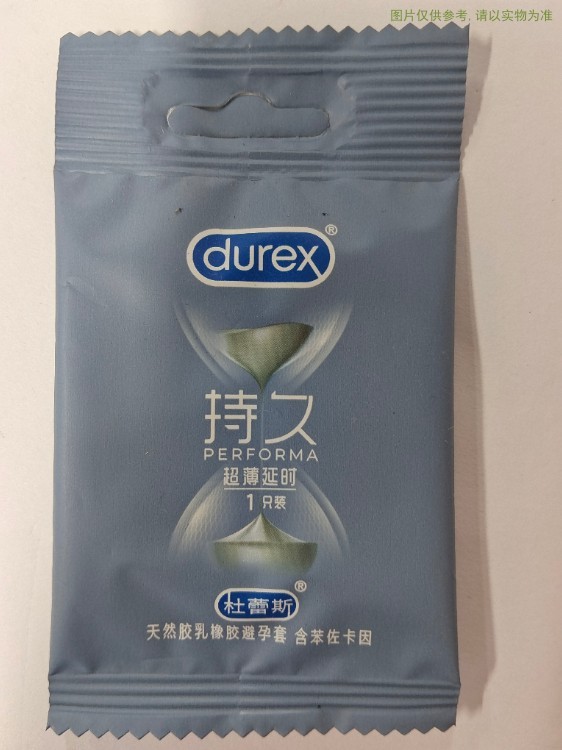 图片仅供参考, 请以实物为准
durex®
持久
PERFORMA
超薄延时
1只装
杜蕾斯®
天然胶乳橡胶避孕套 含苯佐卡因